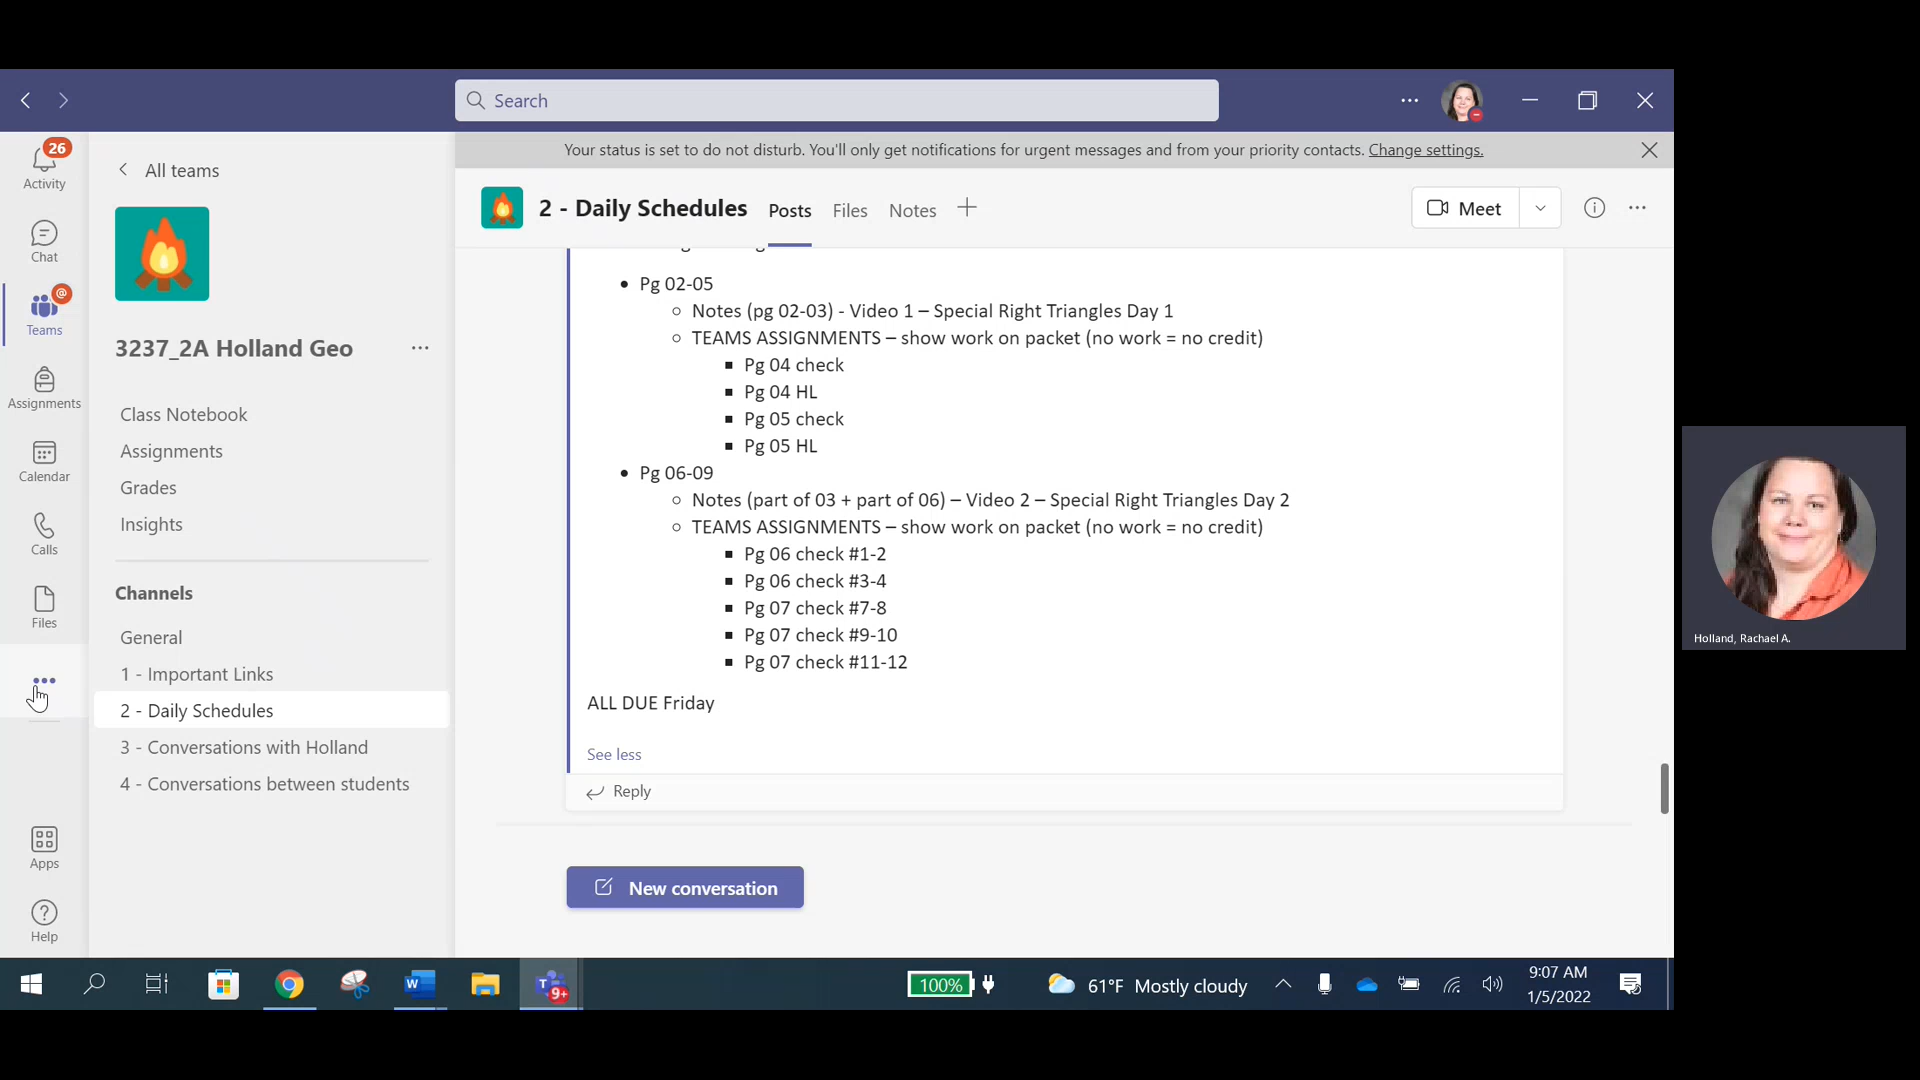 Search
Your status is set to do not disturb. You'll only get notifications for urgent messages and from your priority contacts. Change settings.
26
Activity
Chat
@
Teams
Assignments
Calendar
Calls
Files
Apps
Help
All teams
3237_2A Holland Geo
Class Notebook
Assignments
Grades
Insights
Channels
General
1 - Important Links
2 - Daily Schedules
3 - Conversations with Holland
4 - Conversations between students
2 - Daily Schedules Posts Files Notes
Meet
• Pg 02-05
○ Notes (pg 02-03) - Video 1 – Special Right Triangles Day 1
○ TEAMS ASSIGNMENTS – show work on packet (no work = no credit)
▪ Pg 04 check
▪ Pg 04 HL
▪ Pg 05 check
▪ Pg 05 HL
• Pg 06-09
○ Notes (part of 03 + part of 06) – Video 2 – Special Right Triangles Day 2
○ TEAMS ASSIGNMENTS – show work on packet (no work = no credit)
▪ Pg 06 check #1-2
▪ Pg 06 check #3-4
▪ Pg 07 check #7-8
▪ Pg 07 check #9-10
▪ Pg 07 check #11-12
ALL DUE Friday
See less
Reply
New conversation
Holland, Rachael A.
W
T
9+
100%
61°F Mostly cloudy
9:07 AM
1/5/2022